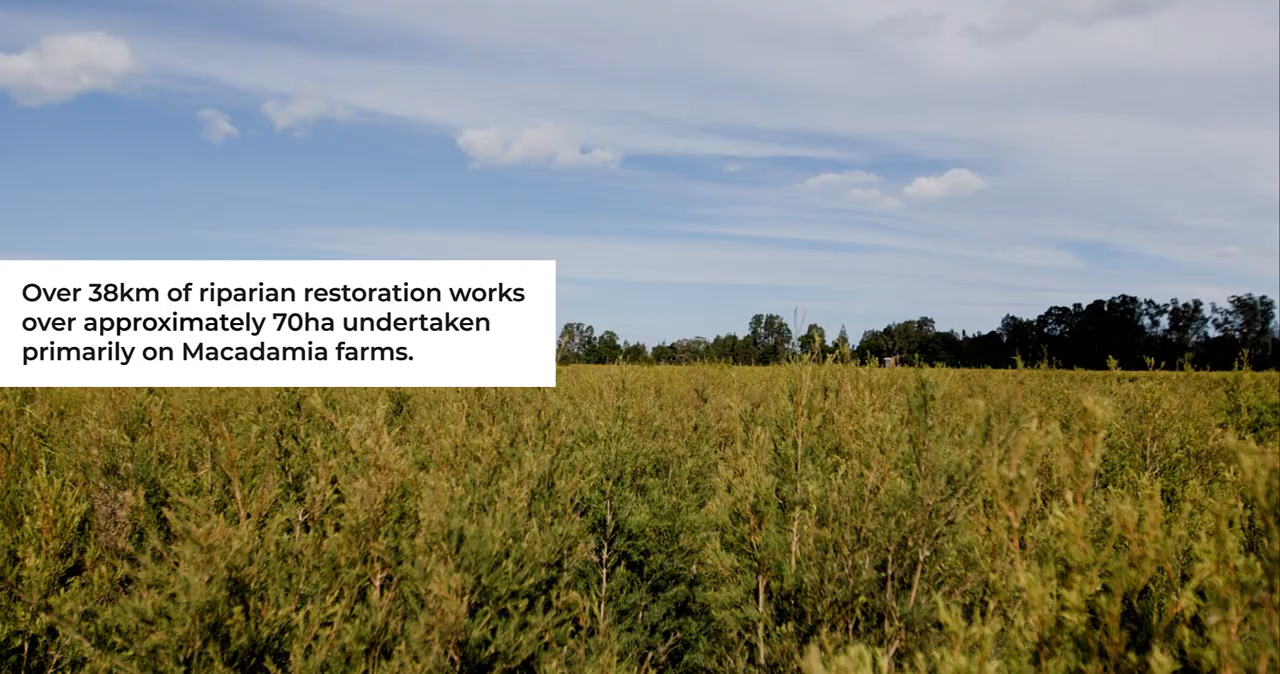 Over 38km of riparian restoration works
over approximately 70ha undertaken
primarily on Macadamia farms.